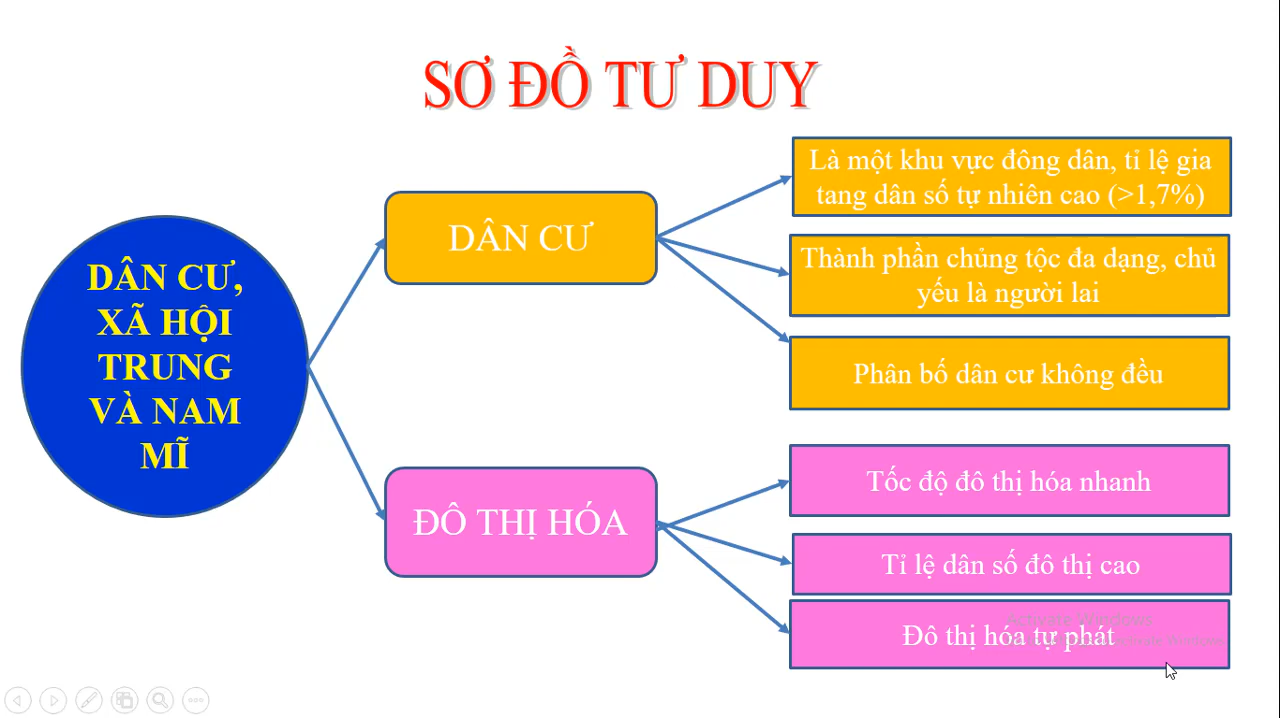 SƠ ĐỒ TƯ DUY
DÂN CƯ,
XÃ HỘI
TRUNG
VÀ NAM
MĨ
DÂN CƯ
Là một khu vực đông dân, tỉ lệ gia
tang dân số tự nhiên cao (>1,7%)
Thành phần chủng tộc đa dạng, chủ
yếu là người lai
Phân bố dân cư không đều
ĐÔ THỊ HÓA
Tốc độ đô thị hóa nhanh
Tỉ lệ dân số đô thị cao
Đô thị hóa tự phát
Activate Windows